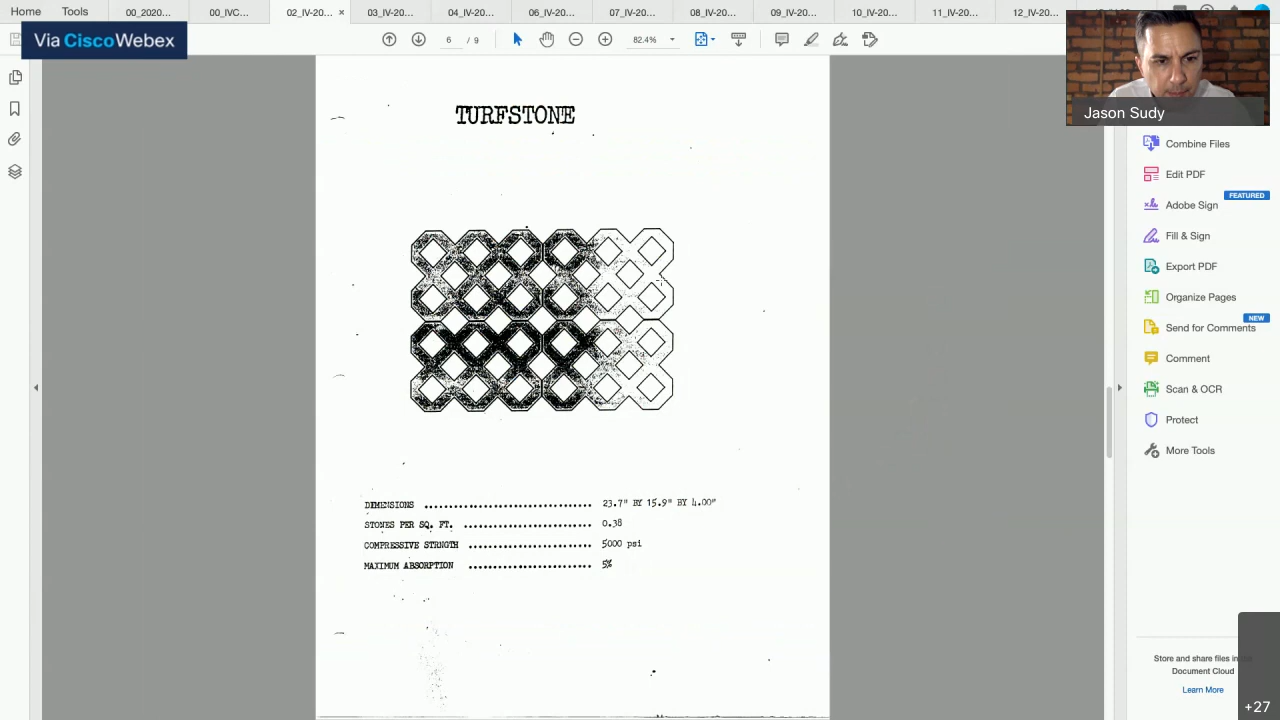 Home Tools 00_2020... 00_IVC... 02_IV-20... × 03_IV-20... 04_IV-20... 06_IV-20... 07_IV-20... 08_IV-20... 09_IV-20... 10_IV-20... 11_IV-20... 12_IV-20...
Via CiscoWebex
6 / 9
82.4%
Jason Sudy
TURFSTONE
DIMENSIONS ........................................ 23.7" BY 15.9" BY 4.00"
STONES PER SQ. FT. ............................... 0.38
COMPRESSIVE STRNGTH .............................. 5000 psi
MAXIMUM ABSORPTION .............................. 5%
Combine Files
Edit PDF
FEATURED
Adobe Sign
Fill & Sign
Export PDF
Organize Pages
NEW
Send for Comments
Comment
Scan & OCR
Protect
More Tools
Store and share files in
Document Cloud
Learn More
+27